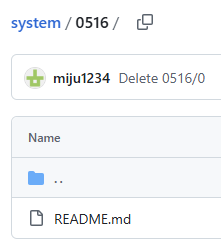 system / 0516 /
miju1234 Delete 0516/0
Name
..
README.md